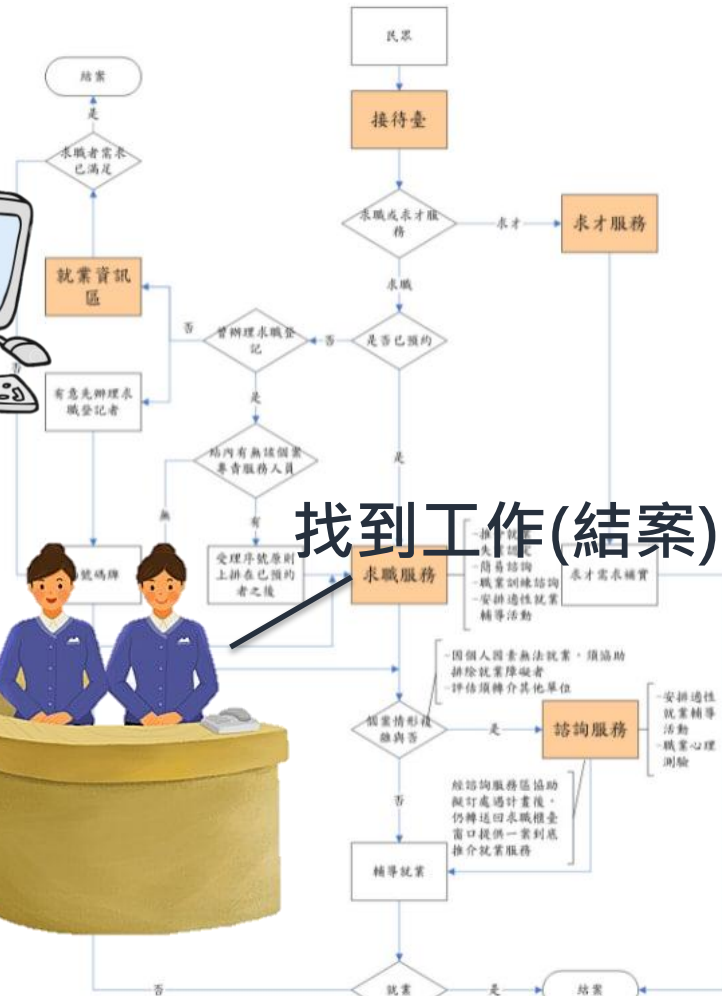 民眾
結案
接待臺
是
求職者需求
已滿足
求職或求才服
務
求才
求才服務
就業資訊
區
求職
否
曾辦理求職登
記
否
是否已預約
否
有意先辦理求
職登記者
是
站內有無該個案
專責服務人員
是
無
有
找到工作(結案)
號碼牌
受理序號原則
上排在已預約
者之後
求職服務
-簡易諮詢
-職業訓練諮詢
-安排適性就業
輔導活動
求才需求補實
-因個人因素無法就業，須協助
排除就業障礙者
-評估須轉介其他單位
個案情形複
雜與否
是
諮詢服務
-安排適性
就業輔導
活動
-職業心理
測驗
否
經諮詢服務區協助
擬訂處遇計畫後，
仍轉送回求職櫃臺
窗口提供一案到底
推介就業服務
輔導就業
否
就業
是
結案